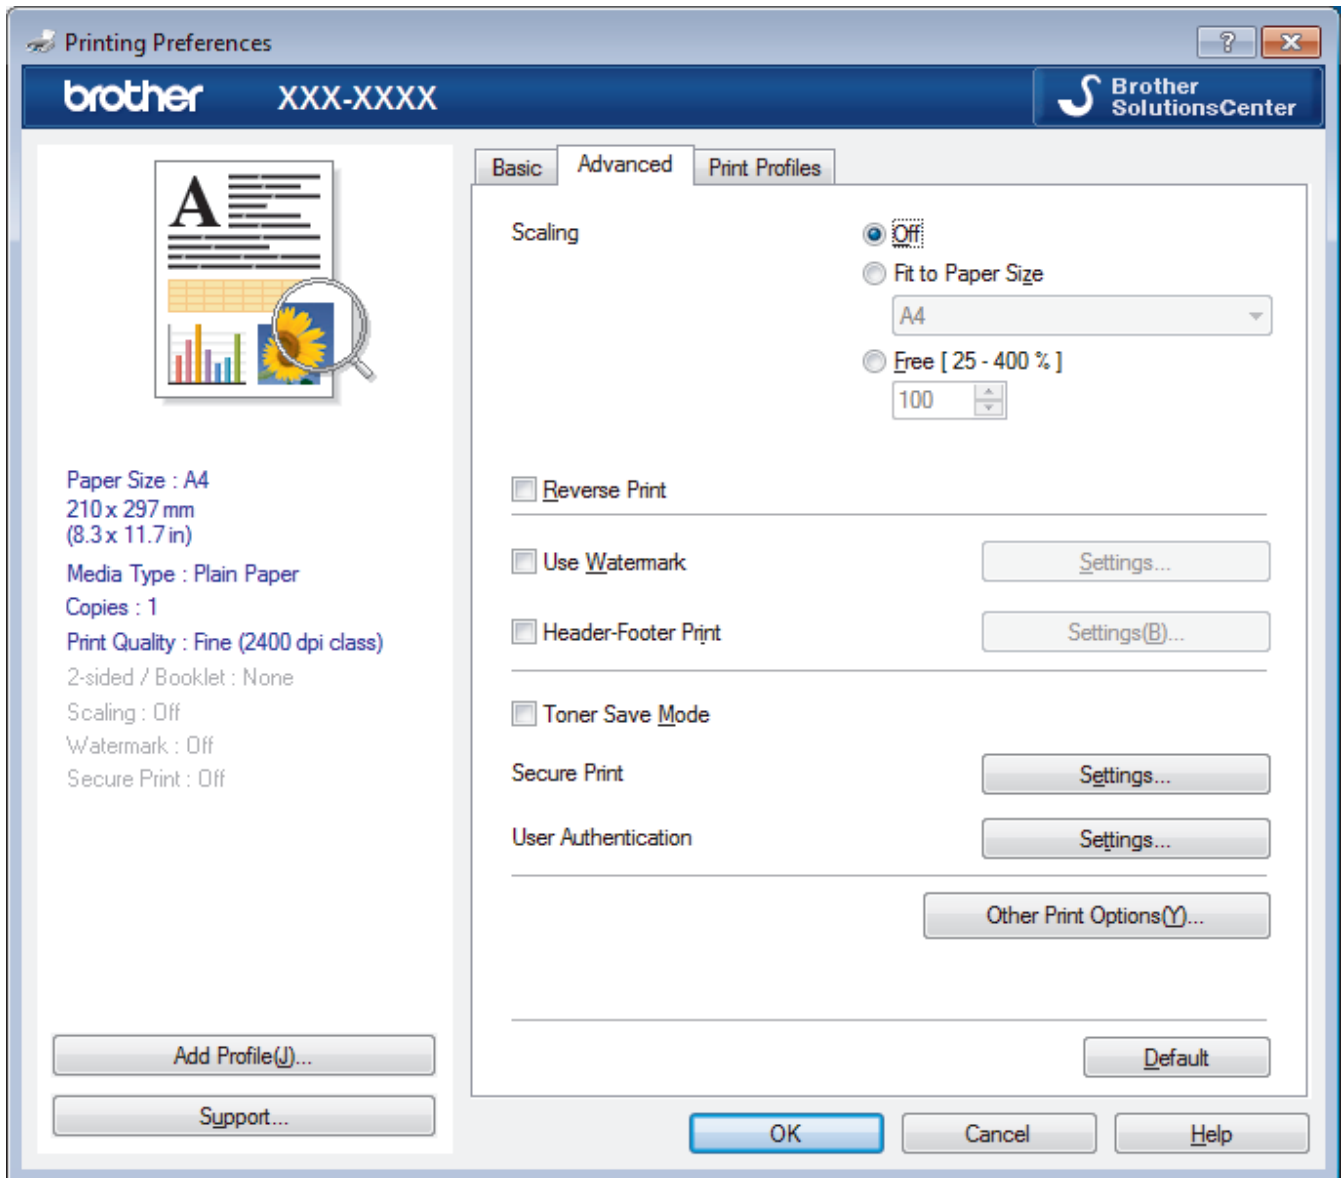 Printing Preferences
brother XXX-XXXX
Brother
SolutionsCenter
A
Paper Size : A4
210 x 297 mm
(8.3 x 11.7 in)
Media Type : Plain Paper
Copies : 1
Print Quality : Fine (2400 dpi class)
2-sided / Booklet : None
Scaling : Off
Watermark : Off
Secure Print : Off
Add Profile(J)...
Support...
Basic Advanced Print Profiles
Scaling
Off
Fit to Paper Size
A4
Free [ 25 - 400 % ]
100
Reverse Print
Use Watermark Settings...
Header-Footer Print Settings(B)...
Toner Save Mode
Secure Print Settings...
User Authentication Settings...
Other Print Options(Y)...
Default
OK Cancel Help